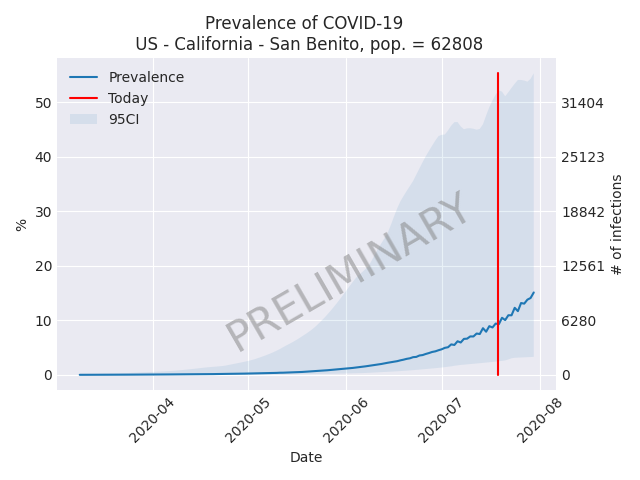 Prevalence of COVID-19
US - California - San Benito, pop. = 62808
Prevalence
Today
95CI
50
40
30
20
10
0
%
31404
25123
18842
12561
6280
0
# of infections
PRELIMINARY
2020-04
2020-05
2020-06
2020-07
2020-08
Date